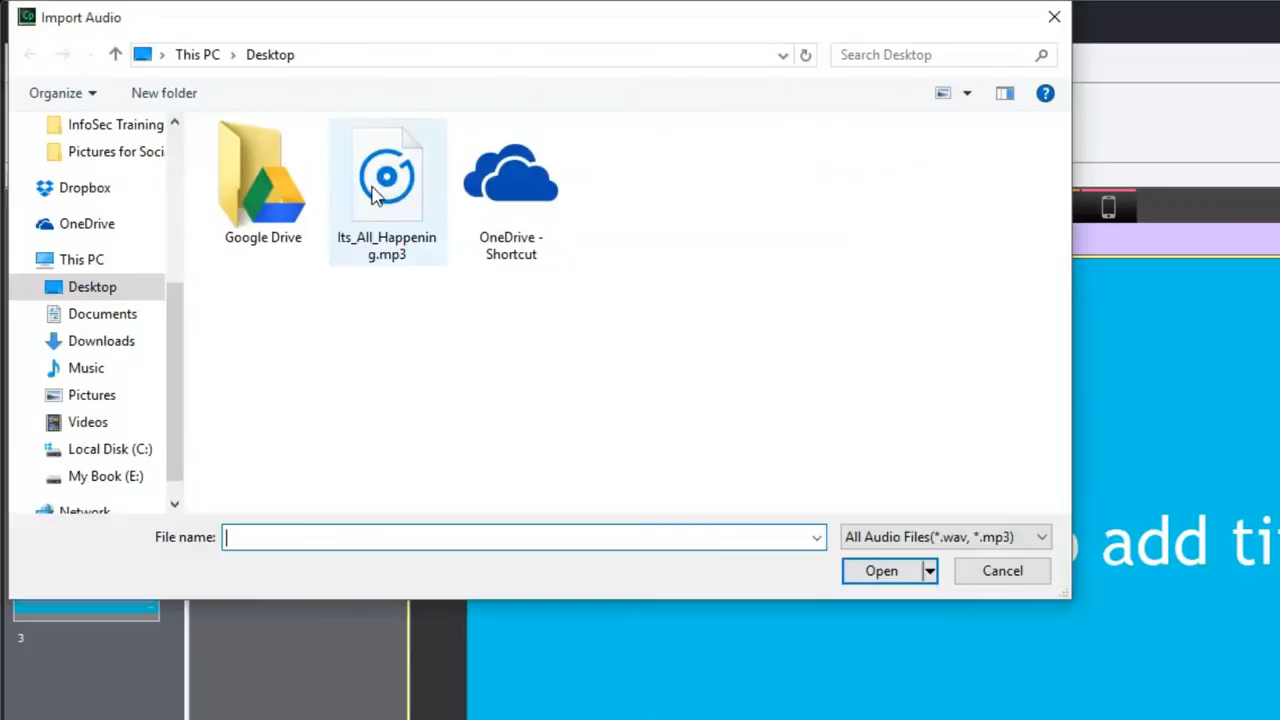 Cp Import Audio
This PC Desktop
Search Desktop
Organize
New folder
?
InfoSec Training
Pictures for Soci
Dropbox
OneDrive
This PC
Desktop
Documents
Downloads
Music
Pictures
Videos
Local Disk (C:)
My Book (E:)
Network
Google Drive
Its_All_Happenin
g.mp3
OneDrive -
Shortcut
File name:
All Audio Files(*.wav, *.mp3)
Open
Cancel
add ti
3